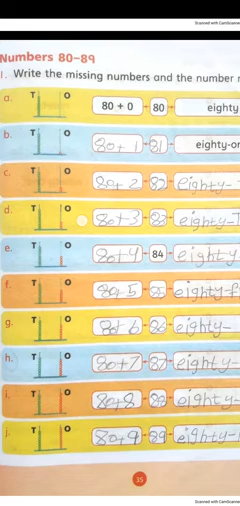 Scanned with CamScanner
Numbers 80-89
1. Write the missing numbers and the number
a. T O 80 + 0 - 80 - eighty
b. T O 80+1-81- eighty-
c. T O 80+2-82-eighty-
d. T O 80+3-83-eighty-
e. T O 80+4- 84 -eighty-
f. T O 80+5-85-eighty-f
g. T O 80+6-86-eighty-
h. T O 80+7-87-eighty-
i. T O 80+8-88-eighty-
j. T O 80+9-89-eighty-
35
Scanned with CamScanner